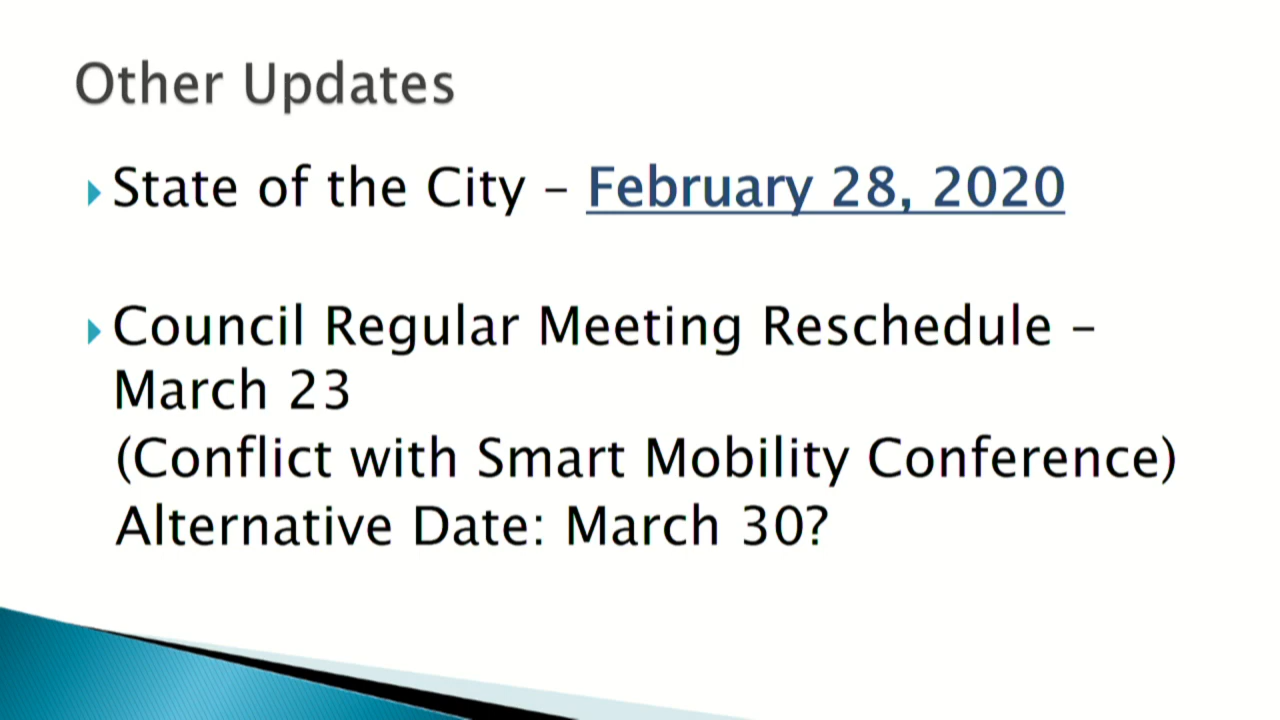 Other Updates
State of the City – February 28, 2020
Council Regular Meeting Reschedule –
March 23
(Conflict with Smart Mobility Conference)
Alternative Date: March 30?